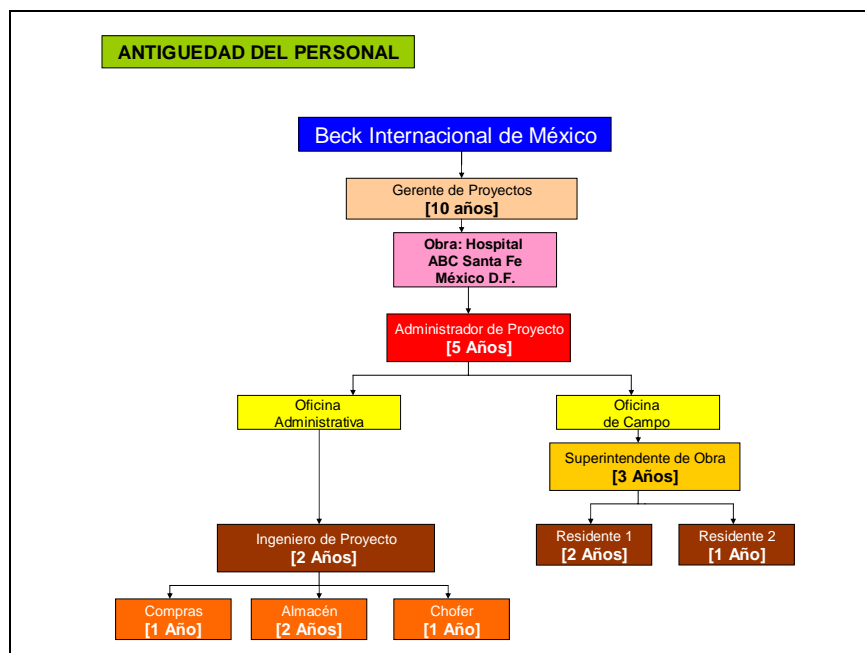 ANTIGUEDAD DEL PERSONAL
Beck Internacional de México
Gerente de Proyectos
[10 años]
Obra: Hospital
ABC Santa Fe
México D.F.
Administrador de Proyecto
[5 Años]
Oficina
Administrativa
Oficina
de Campo
Superintendente de Obra
[3 Años]
Ingeniero de Proyecto
[2 Años]
Residente 1
[2 Años]
Residente 2
[1 Año]
Compras
[1 Año]
Almacén
[2 Años]
Chofer
[1 Año]